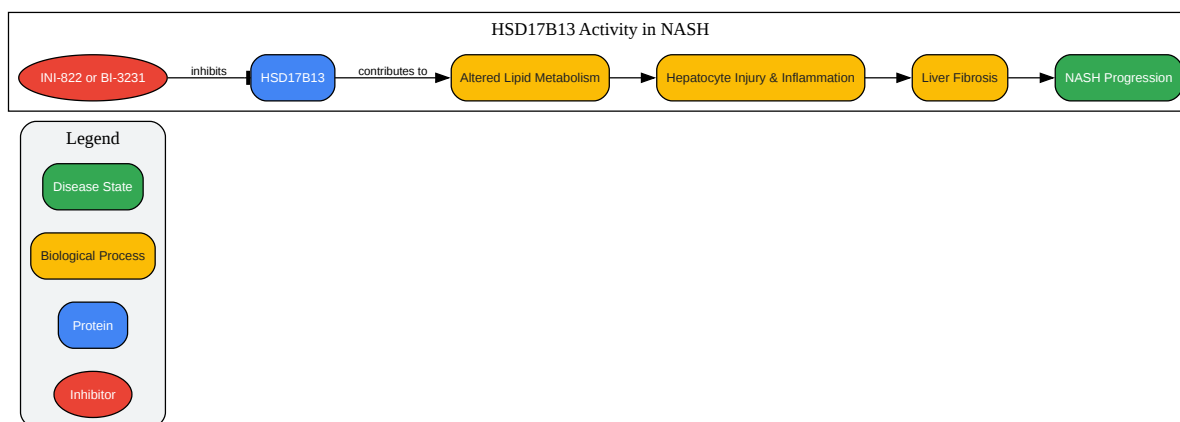 HSD17B13 Activity in NASH
INI-822 or BI-3231
inhibits
HSD17B13
contributes to
Altered Lipid Metabolism
Hepatocyte Injury & Inflammation
Liver Fibrosis
NASH Progression
Legend
Disease State
Biological Process
Protein
Inhibitor